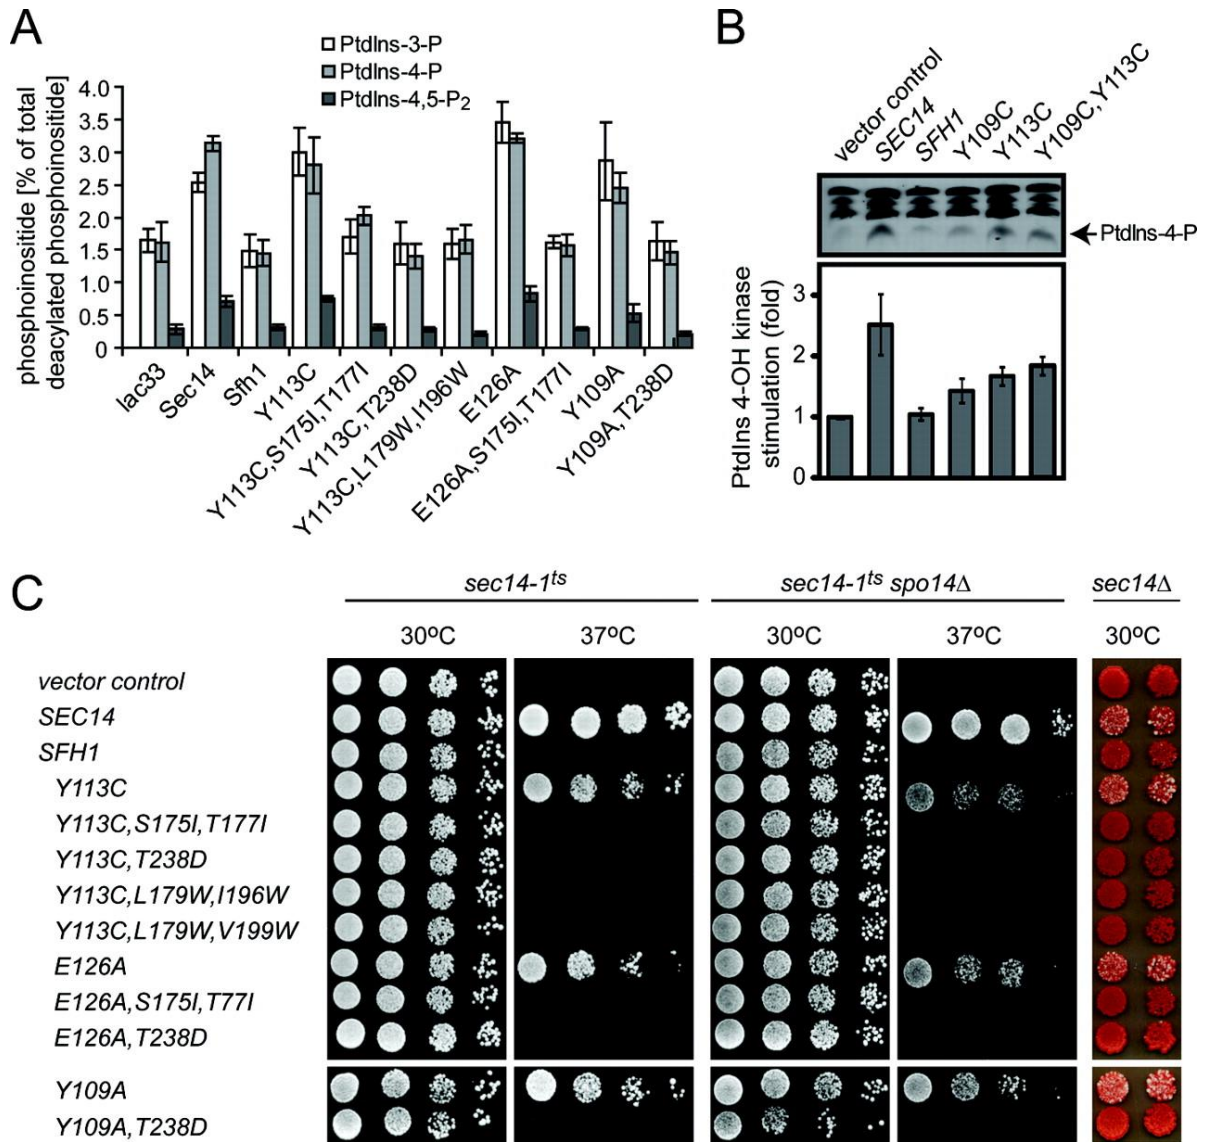 A
PtdIns-3-P
PtdIns-4-P
PtdIns-4,5-P2
phosphoinositide [% of total
deacylated phosphoinositide]
4.0
3.5
3.0
2.5
2.0
1.5
1.0
0.5
0
lac33
Sec14
Sfh1
Y113C
Y113C,S175I,T177I
Y113C,T238D
Y113C,L179W,I196W
E126A
E126A,S175I,T177I
Y109A
Y109A,T238D
B
vector control
SEC14
SFH1
Y109C
Y113C
Y109C,Y113C
PtdIns-4-P
PtdIns 4-OH kinase
stimulation (fold)
3
2
1
0
C
sec14-1ts sec14-1ts spo14Δ sec14Δ
30ºC 37ºC 30ºC 37ºC 30ºC
vector control
SEC14
SFH1
Y113C
Y113C,S175I,T177I
Y113C,T238D
Y113C,L179W,I196W
Y113C,L179W,V199W
E126A
E126A,S175I,T77I
E126A,T238D
Y109A
Y109A,T238D